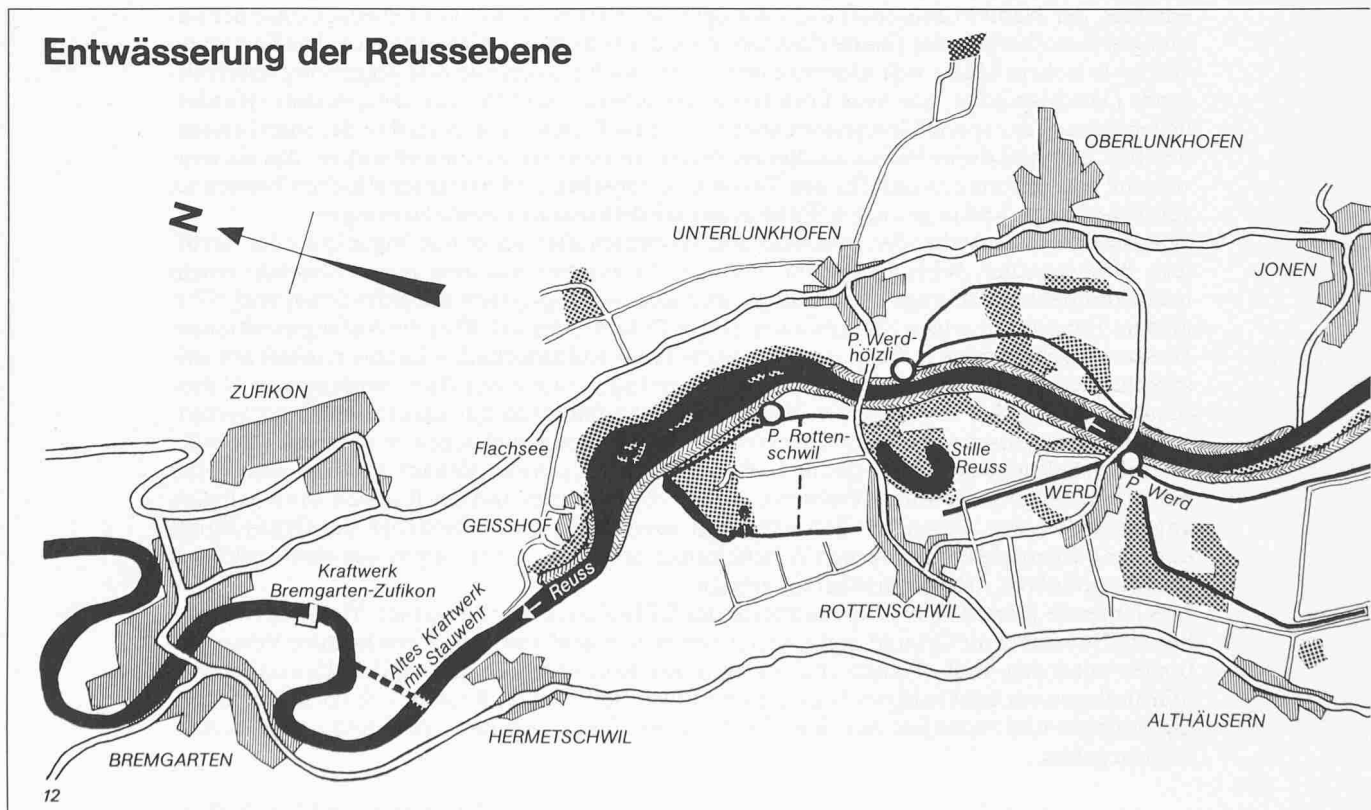 Entwässerung der Reussebene
N
OBERLUNKHOFEN
UNTERLUNKHOFEN
JONEN
P. Werd-
hölzli
ZUFIKON
Flachsee
P. Rotten-
schwil
Stille
Reuss
WERD
P. Werd
GEISSHOF
Kraftwerk
Bremgarten-Zufikon
Altes Kraftwerk
mit Stauwehr
Reuss
ROTTENSCHWIL
HERMETSCHWIL
ALTHÄUSERN
BREMGARTEN
12